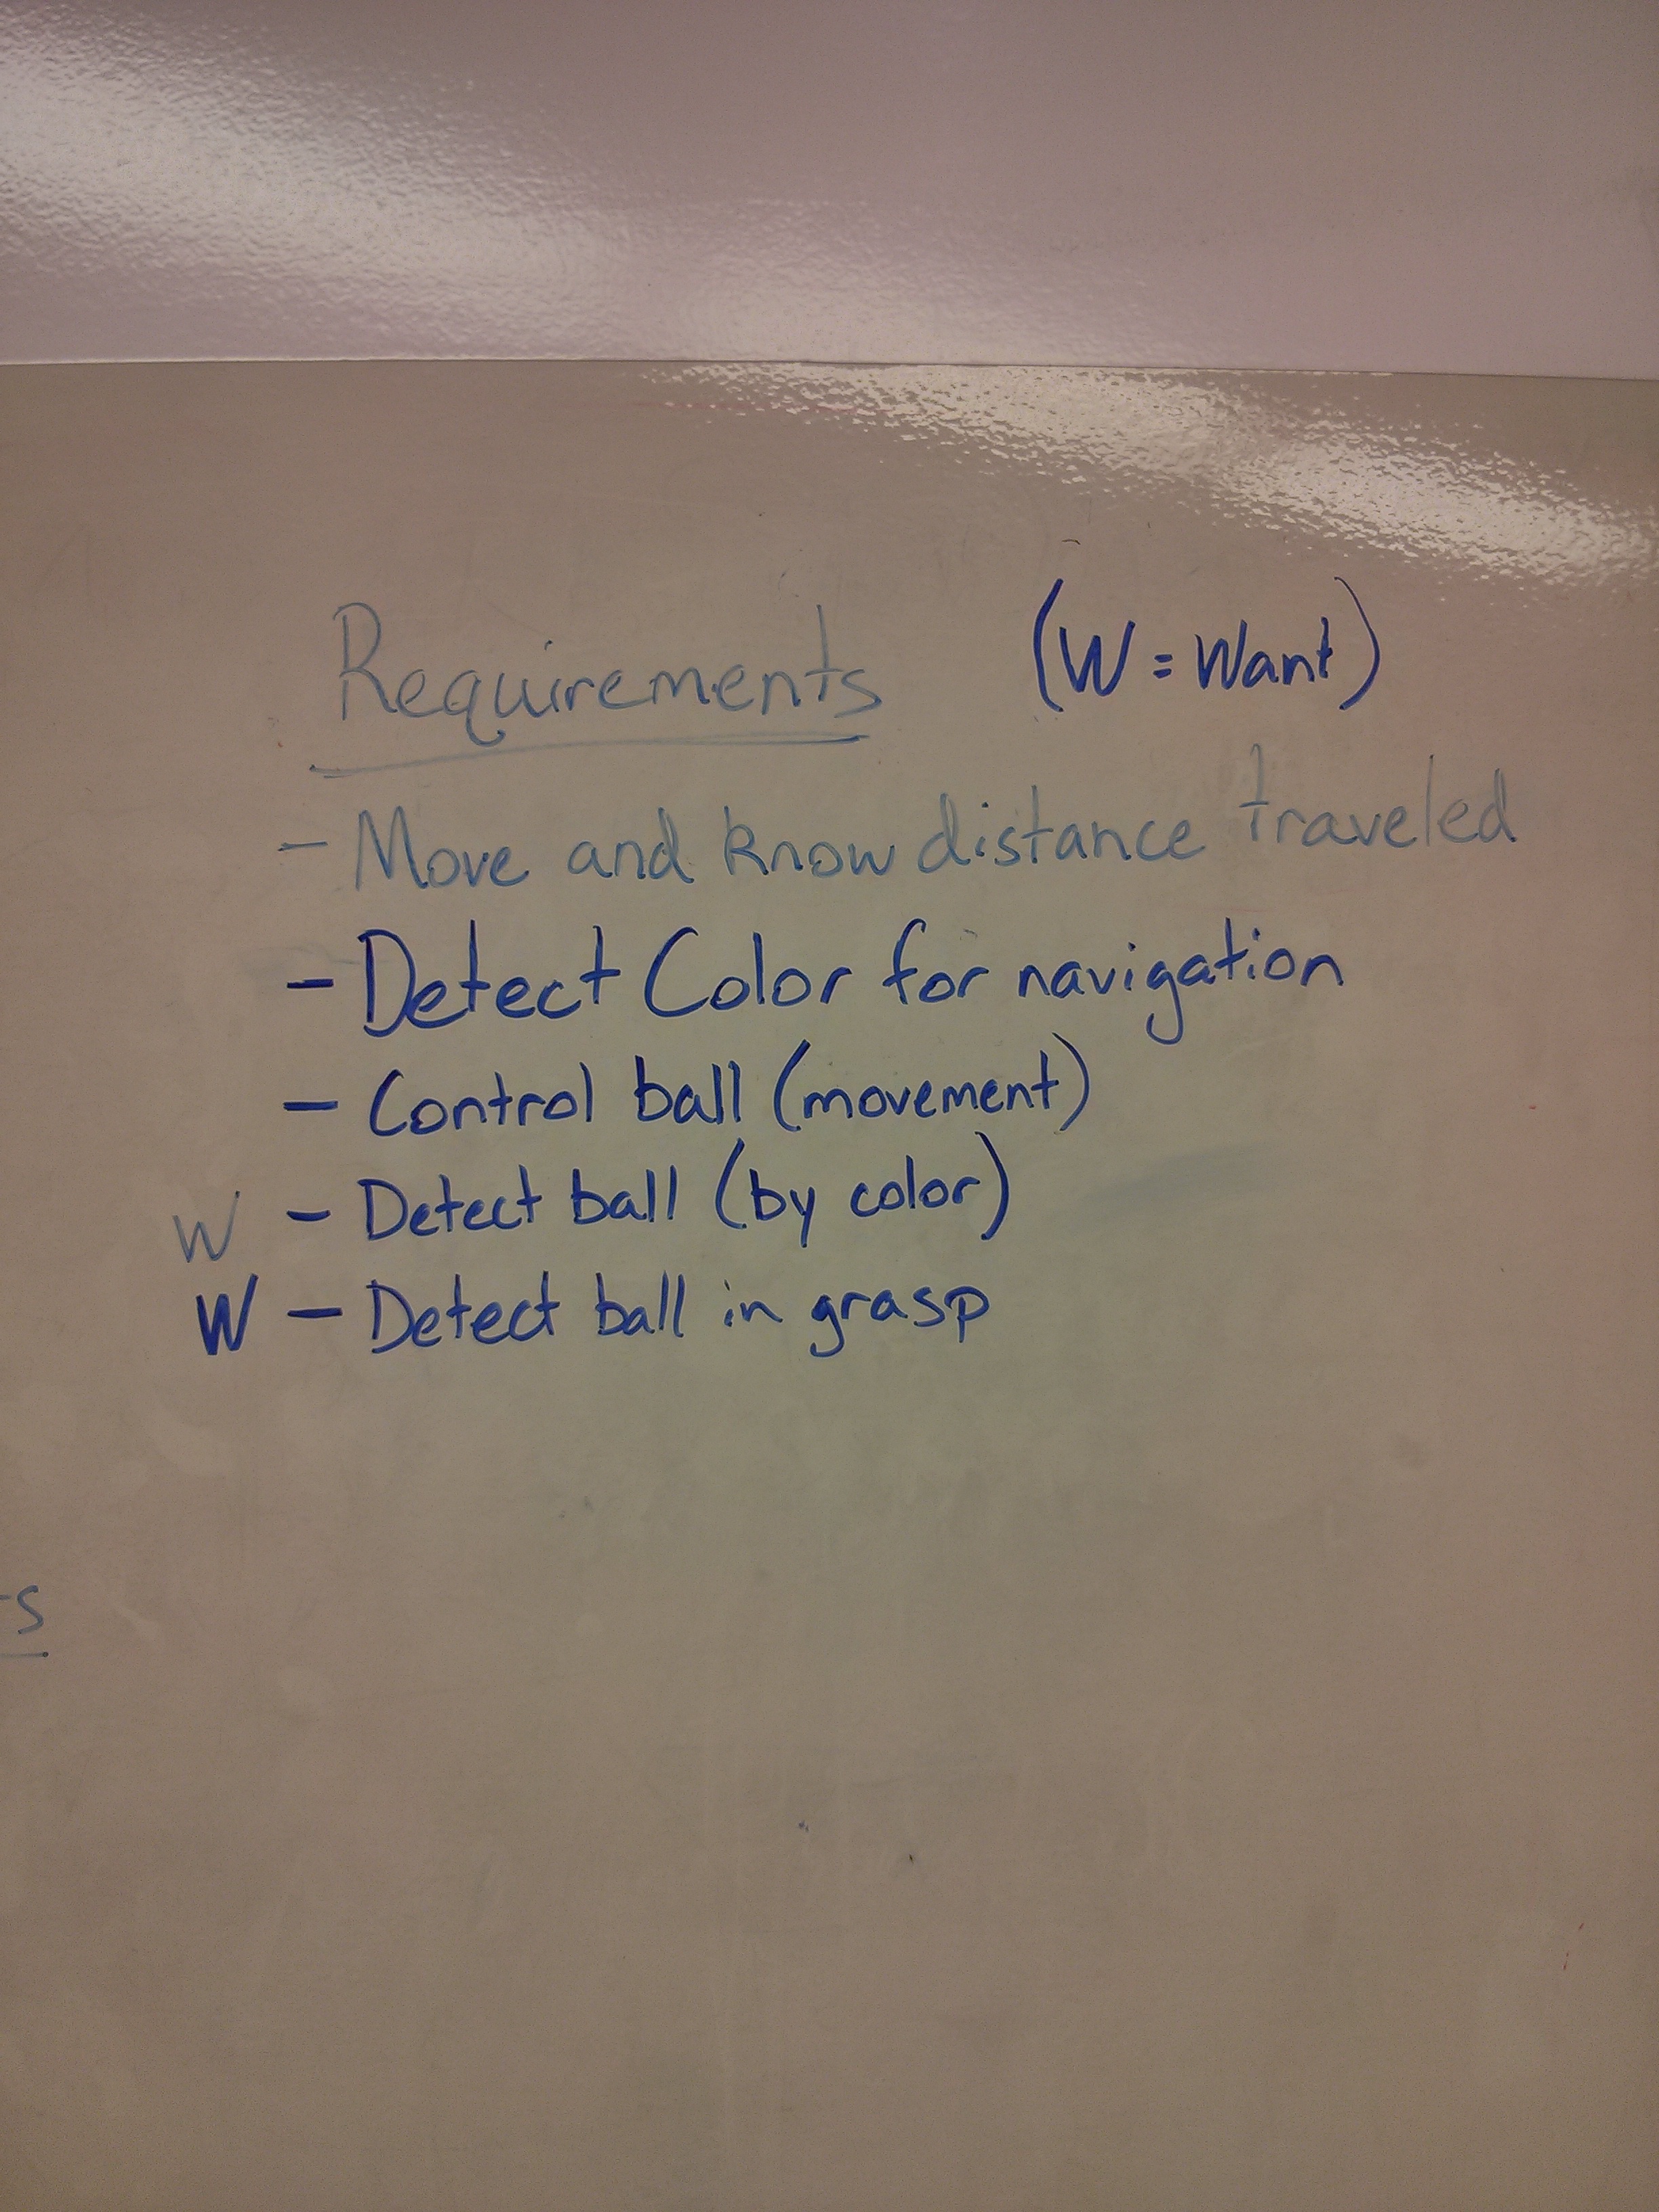 Requirements (W = Want)
- Move and know distance traveled
- Detect Color for navigation
- Control ball (movement)
W - Detect ball (by color)
W - Detect ball in grasp